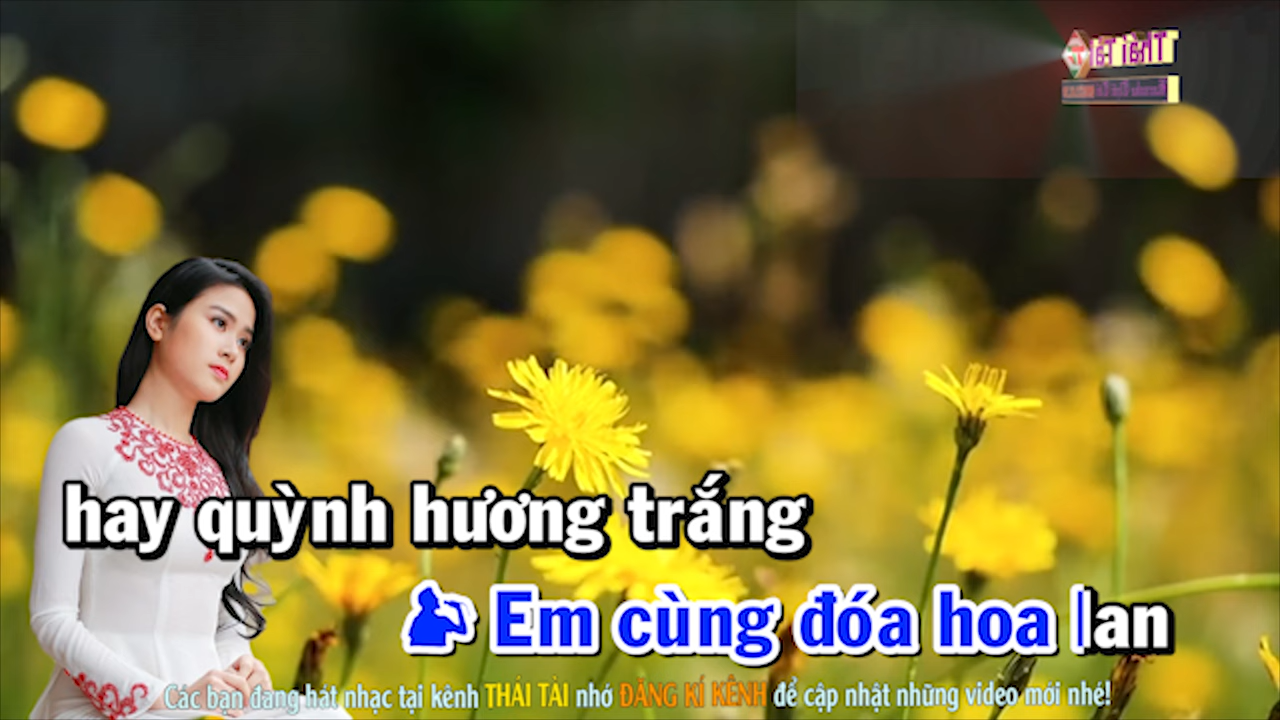 hay quỳnh hương trắng
Em cùng đóa hoa lan
Các bạn đang hát nhạc tại kênh THÁI TÀI nhớ ĐĂNG KÍ KÊNH để cập nhật những video mới nhé!